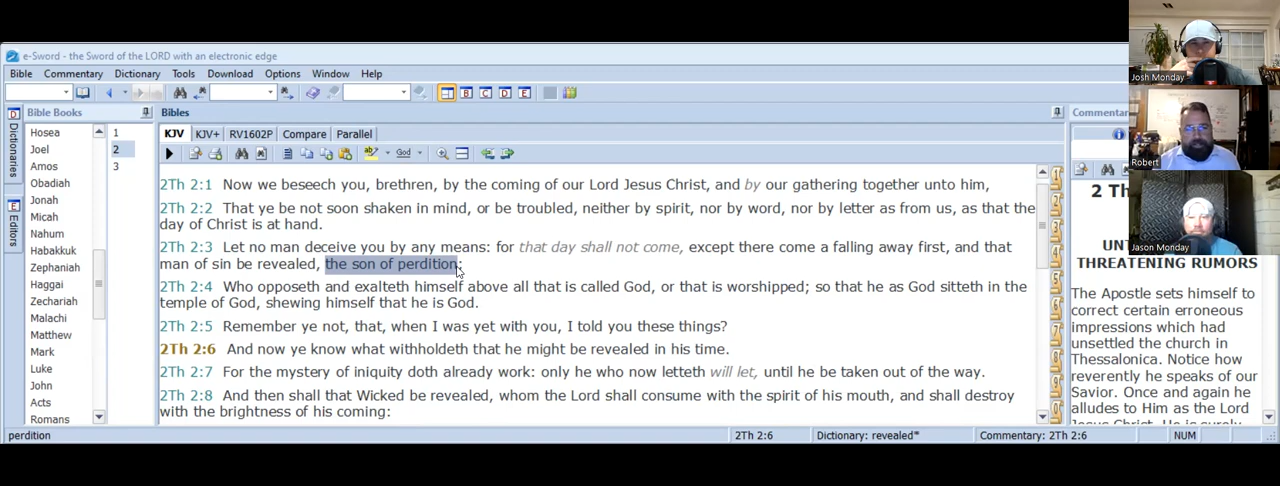 e-Sword - the Sword of the LORD with an electronic edge
Bible Commentary Dictionary Tools Download Options Window Help
B C D E
Bible Books
Hosea 1
Joel 2
Amos 3
Obadiah
Jonah
Micah
Nahum
Habakkuk
Zephaniah
Haggai
Zechariah
Malachi
Matthew
Mark
Luke
John
Acts
Romans
Dictionaries
Editors
Bibles
KJV KJV+ RV1602P Compare Parallel
God
2Th 2:1 Now we beseech you, brethren, by the coming of our Lord Jesus Christ, and by our gathering together unto him,
2Th 2:2 That ye be not soon shaken in mind, or be troubled, neither by spirit, nor by word, nor by letter as from us, as that the
day of Christ is at hand.
2Th 2:3 Let no man deceive you by any means: for that day shall not come, except there come a falling away first, and that
man of sin be revealed, the son of perdition;
2Th 2:4 Who opposeth and exalteth himself above all that is called God, or that is worshipped; so that he as God sitteth in the
temple of God, shewing himself that he is God.
2Th 2:5 Remember ye not, that, when I was yet with you, I told you these things?
2Th 2:6 And now ye know what withholdeth that he might be revealed in his time.
2Th 2:7 For the mystery of iniquity doth already work: only he who now letteth will let, until he be taken out of the way.
2Th 2:8 And then shall that Wicked be revealed, whom the Lord shall consume with the spirit of his mouth, and shall destroy
with the brightness of his coming:
Commentar
2 Th
UN
THREATENING RUMORS
The Apostle sets himself to
correct certain erroneous
impressions which had
unsettled the church in
Thessalonica. Notice how
reverently he speaks of our
Savior. Once and again he
alludes to Him as the Lord
Jesus Christ. He is surely
Josh Monday
Robert
Jason Monday
perdition 2Th 2:6 Dictionary: revealed* Commentary: 2Th 2:6 NUM